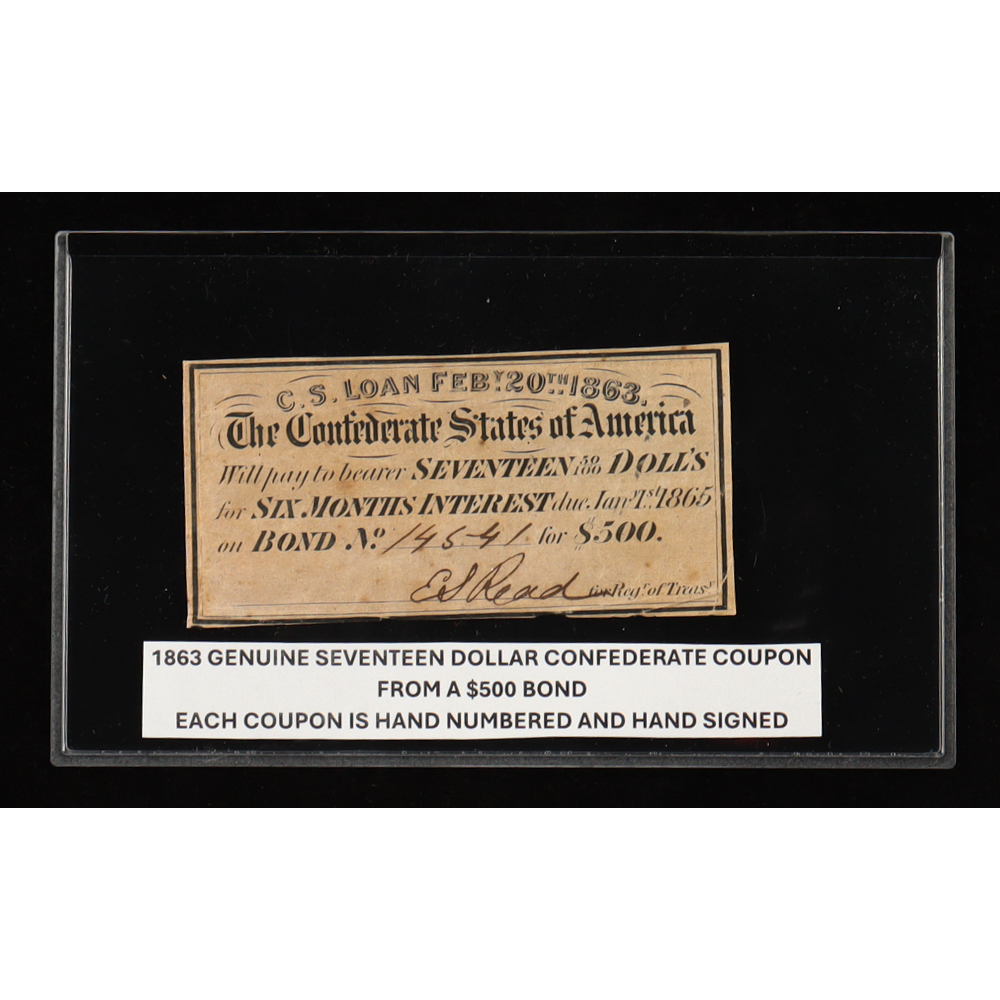 C. S. LOAN FEBY. 20TH. 1863.
The Confederate States of America
Will pay to bearer SEVENTEEN 50/100 DOLL'S
for SIX MONTHS INTEREST due Jany. 1st. 1865
on BOND No. 14541 for $500.
E S Read for Regr. of Treasy
1863 GENUINE SEVENTEEN DOLLAR CONFEDERATE COUPON
FROM A $500 BOND
EACH COUPON IS HAND NUMBERED AND HAND SIGNED